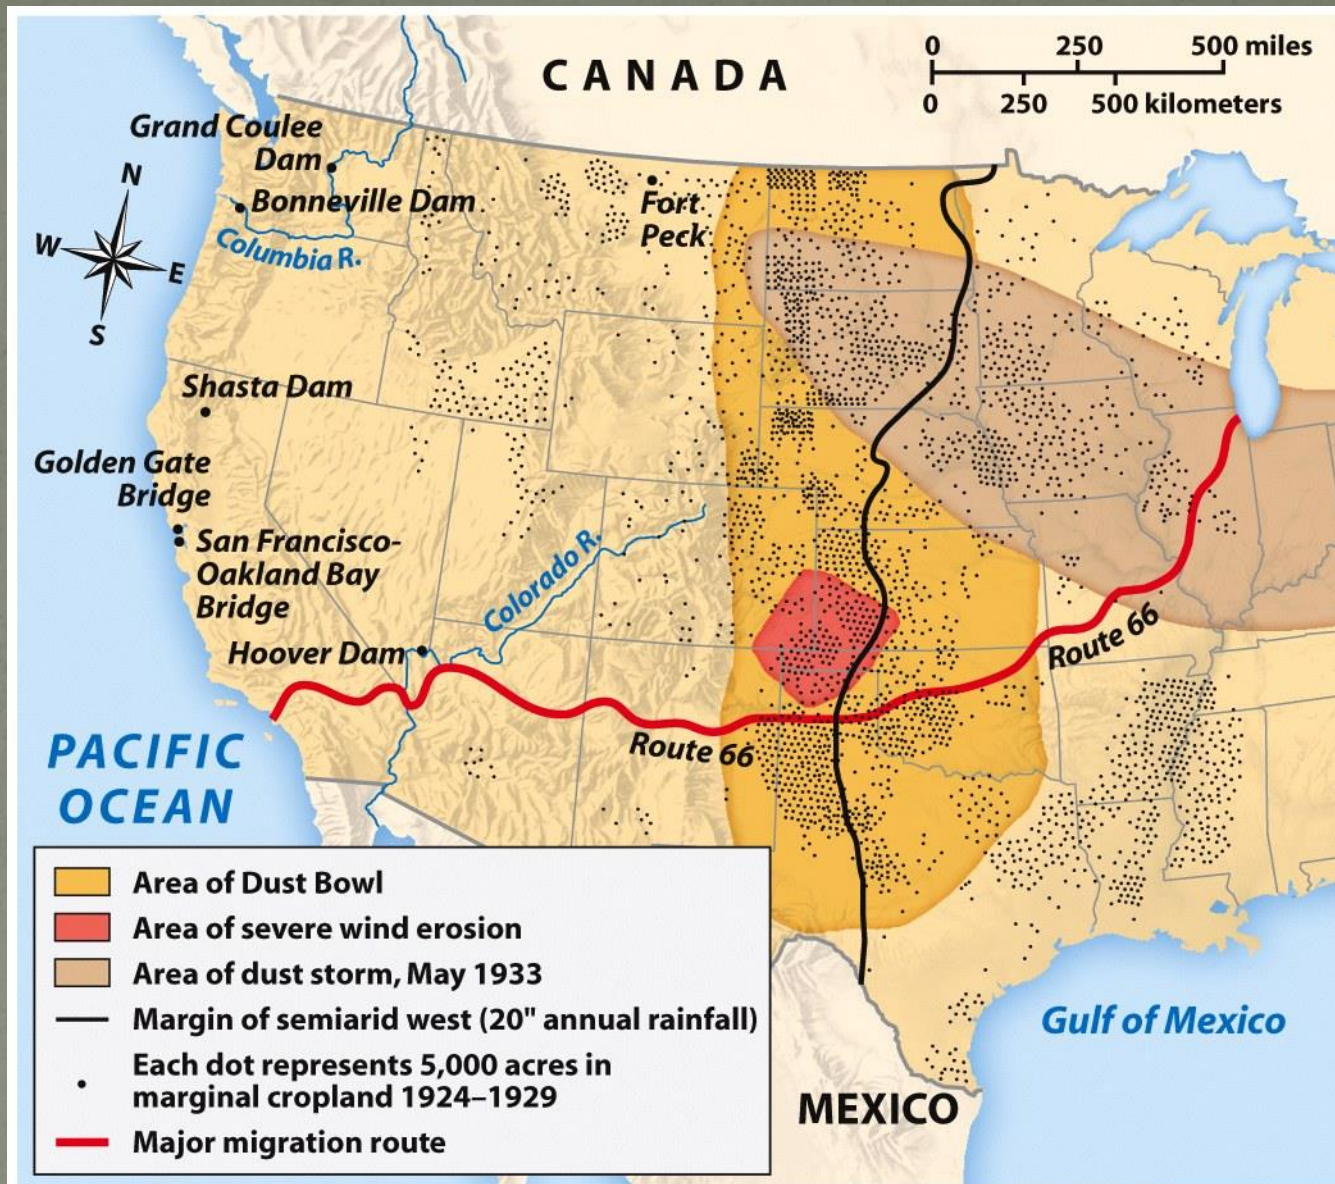 CANADA
0 250 500 miles
0 250 500 kilometers
Grand Coulee
Dam
N
W
E
S
Bonneville Dam
Columbia R.
Fort
Peck
Shasta Dam
Golden Gate
Bridge
San Francisco-
Oakland Bay
Bridge
Colorado R.
Hoover Dam
Route 66
Route 66
PACIFIC
OCEAN
Area of Dust Bowl
Area of severe wind erosion
Area of dust storm, May 1933
Margin of semiarid west (20" annual rainfall)
Each dot represents 5,000 acres in
marginal cropland 1924–1929
Major migration route
Gulf of Mexico
MEXICO